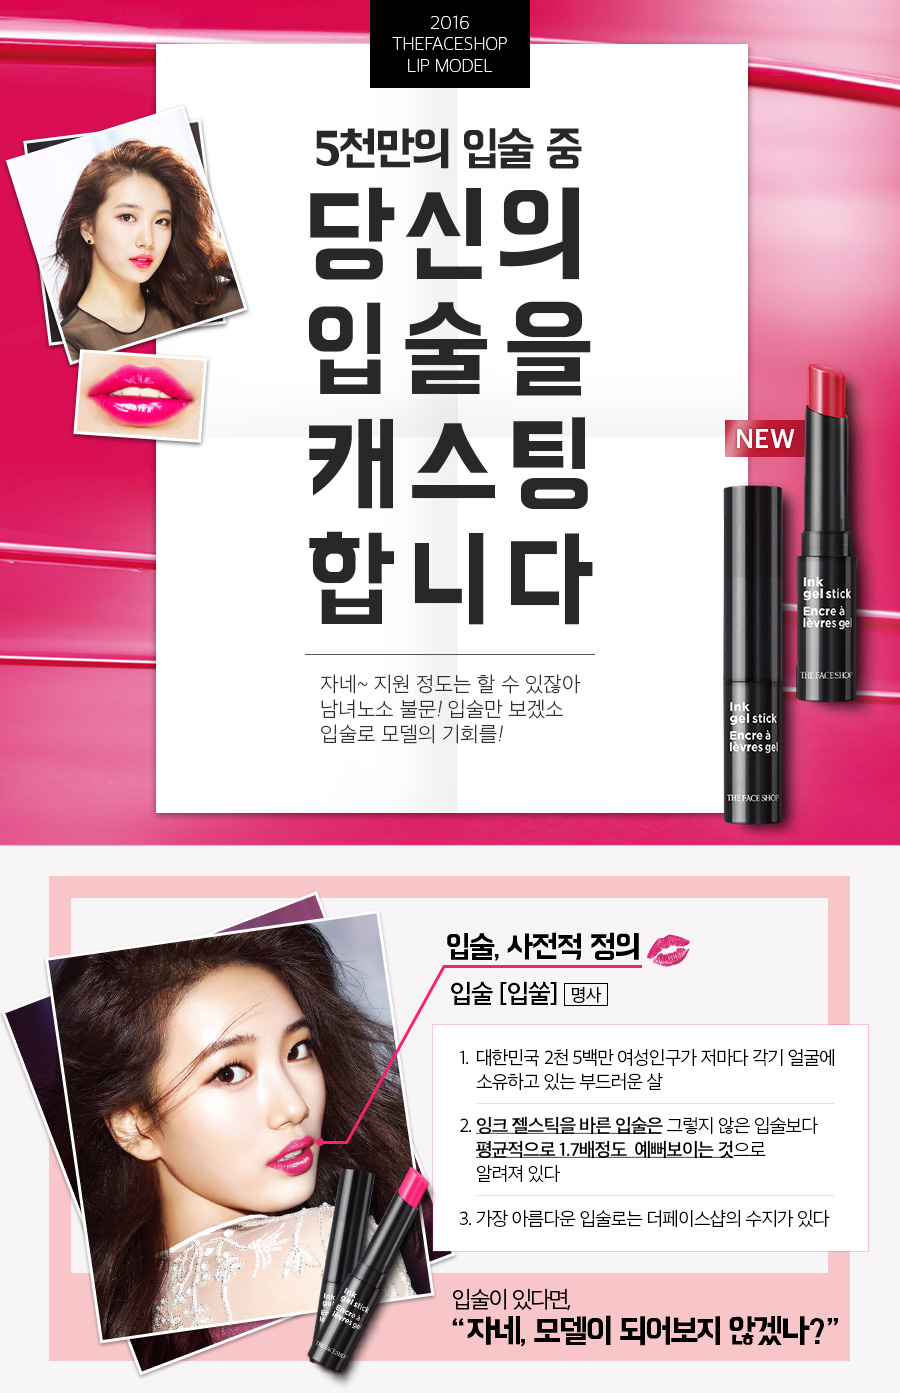 2016
THEFACESHOP
LIP MODEL
5천만의 입술 중
당신의
입술을
캐스팅
합니다
자네~ 지원 정도는 할 수 있잖아
남녀노소 불문! 입술만 보겠소
입술로 모델의 기회를!
NEW
Ink
gel stick
Encre à
lèvres gel
THE FACE SHOP
Ink
gel stick
Encre à
lèvres gel
THE FACE SHOP
입술, 사전적 정의
입술 [입쑬] 명사
1. 대한민국 2천 5백만 여성인구가 저마다 각기 얼굴에
소유하고 있는 부드러운 살
2. 잉크 젤스틱을 바른 입술은 그렇지 않은 입술보다
평균적으로 1.7배정도 예뻐보이는 것으로
알려져 있다
3. 가장 아름다운 입술로는 더페이스샵의 수지가 있다
Ink
gel stick
Encre à
lèvres gel
THE FACE SHOP
입술이 있다면,
“자네, 모델이 되어보지 않겠나?”